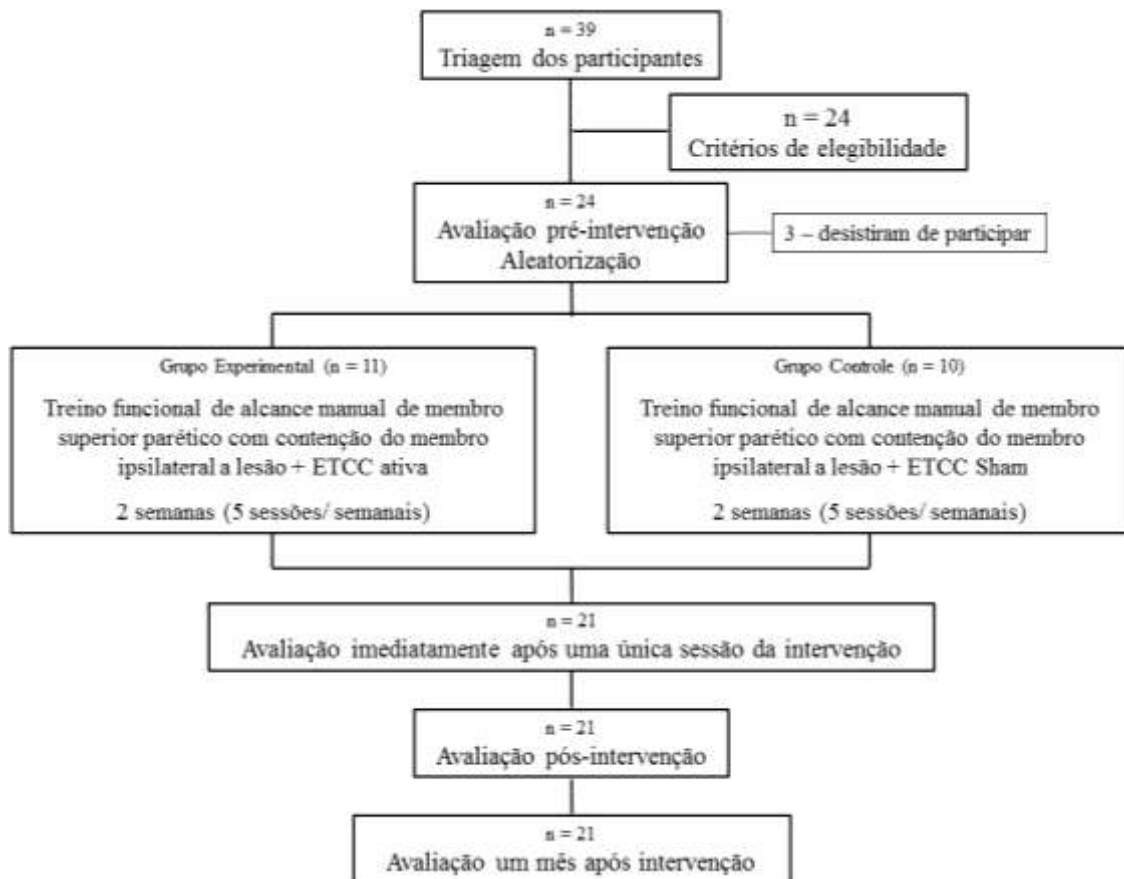 n = 39
Triagem dos participantes
n = 24
Critérios de elegibilidade
n = 24
Avaliação pré-intervenção
Aleatorização
3 – desistiram de participar
Grupo Experimental (n = 11)
Treino funcional de alcance manual de membro
superior parético com contenção do membro
ipsilateral a lesão + ETCC ativa
2 semanas (5 sessões/ semanais)
Grupo Controle (n = 10)
Treino funcional de alcance manual de membro
superior parético com contenção do membro
ipsilateral a lesão + ETCC Sham
2 semanas (5 sessões/ semanais)
n = 21
Avaliação imediatamente após uma única sessão da intervenção
n = 21
Avaliação pós-intervenção
n = 21
Avaliação um mês após intervenção